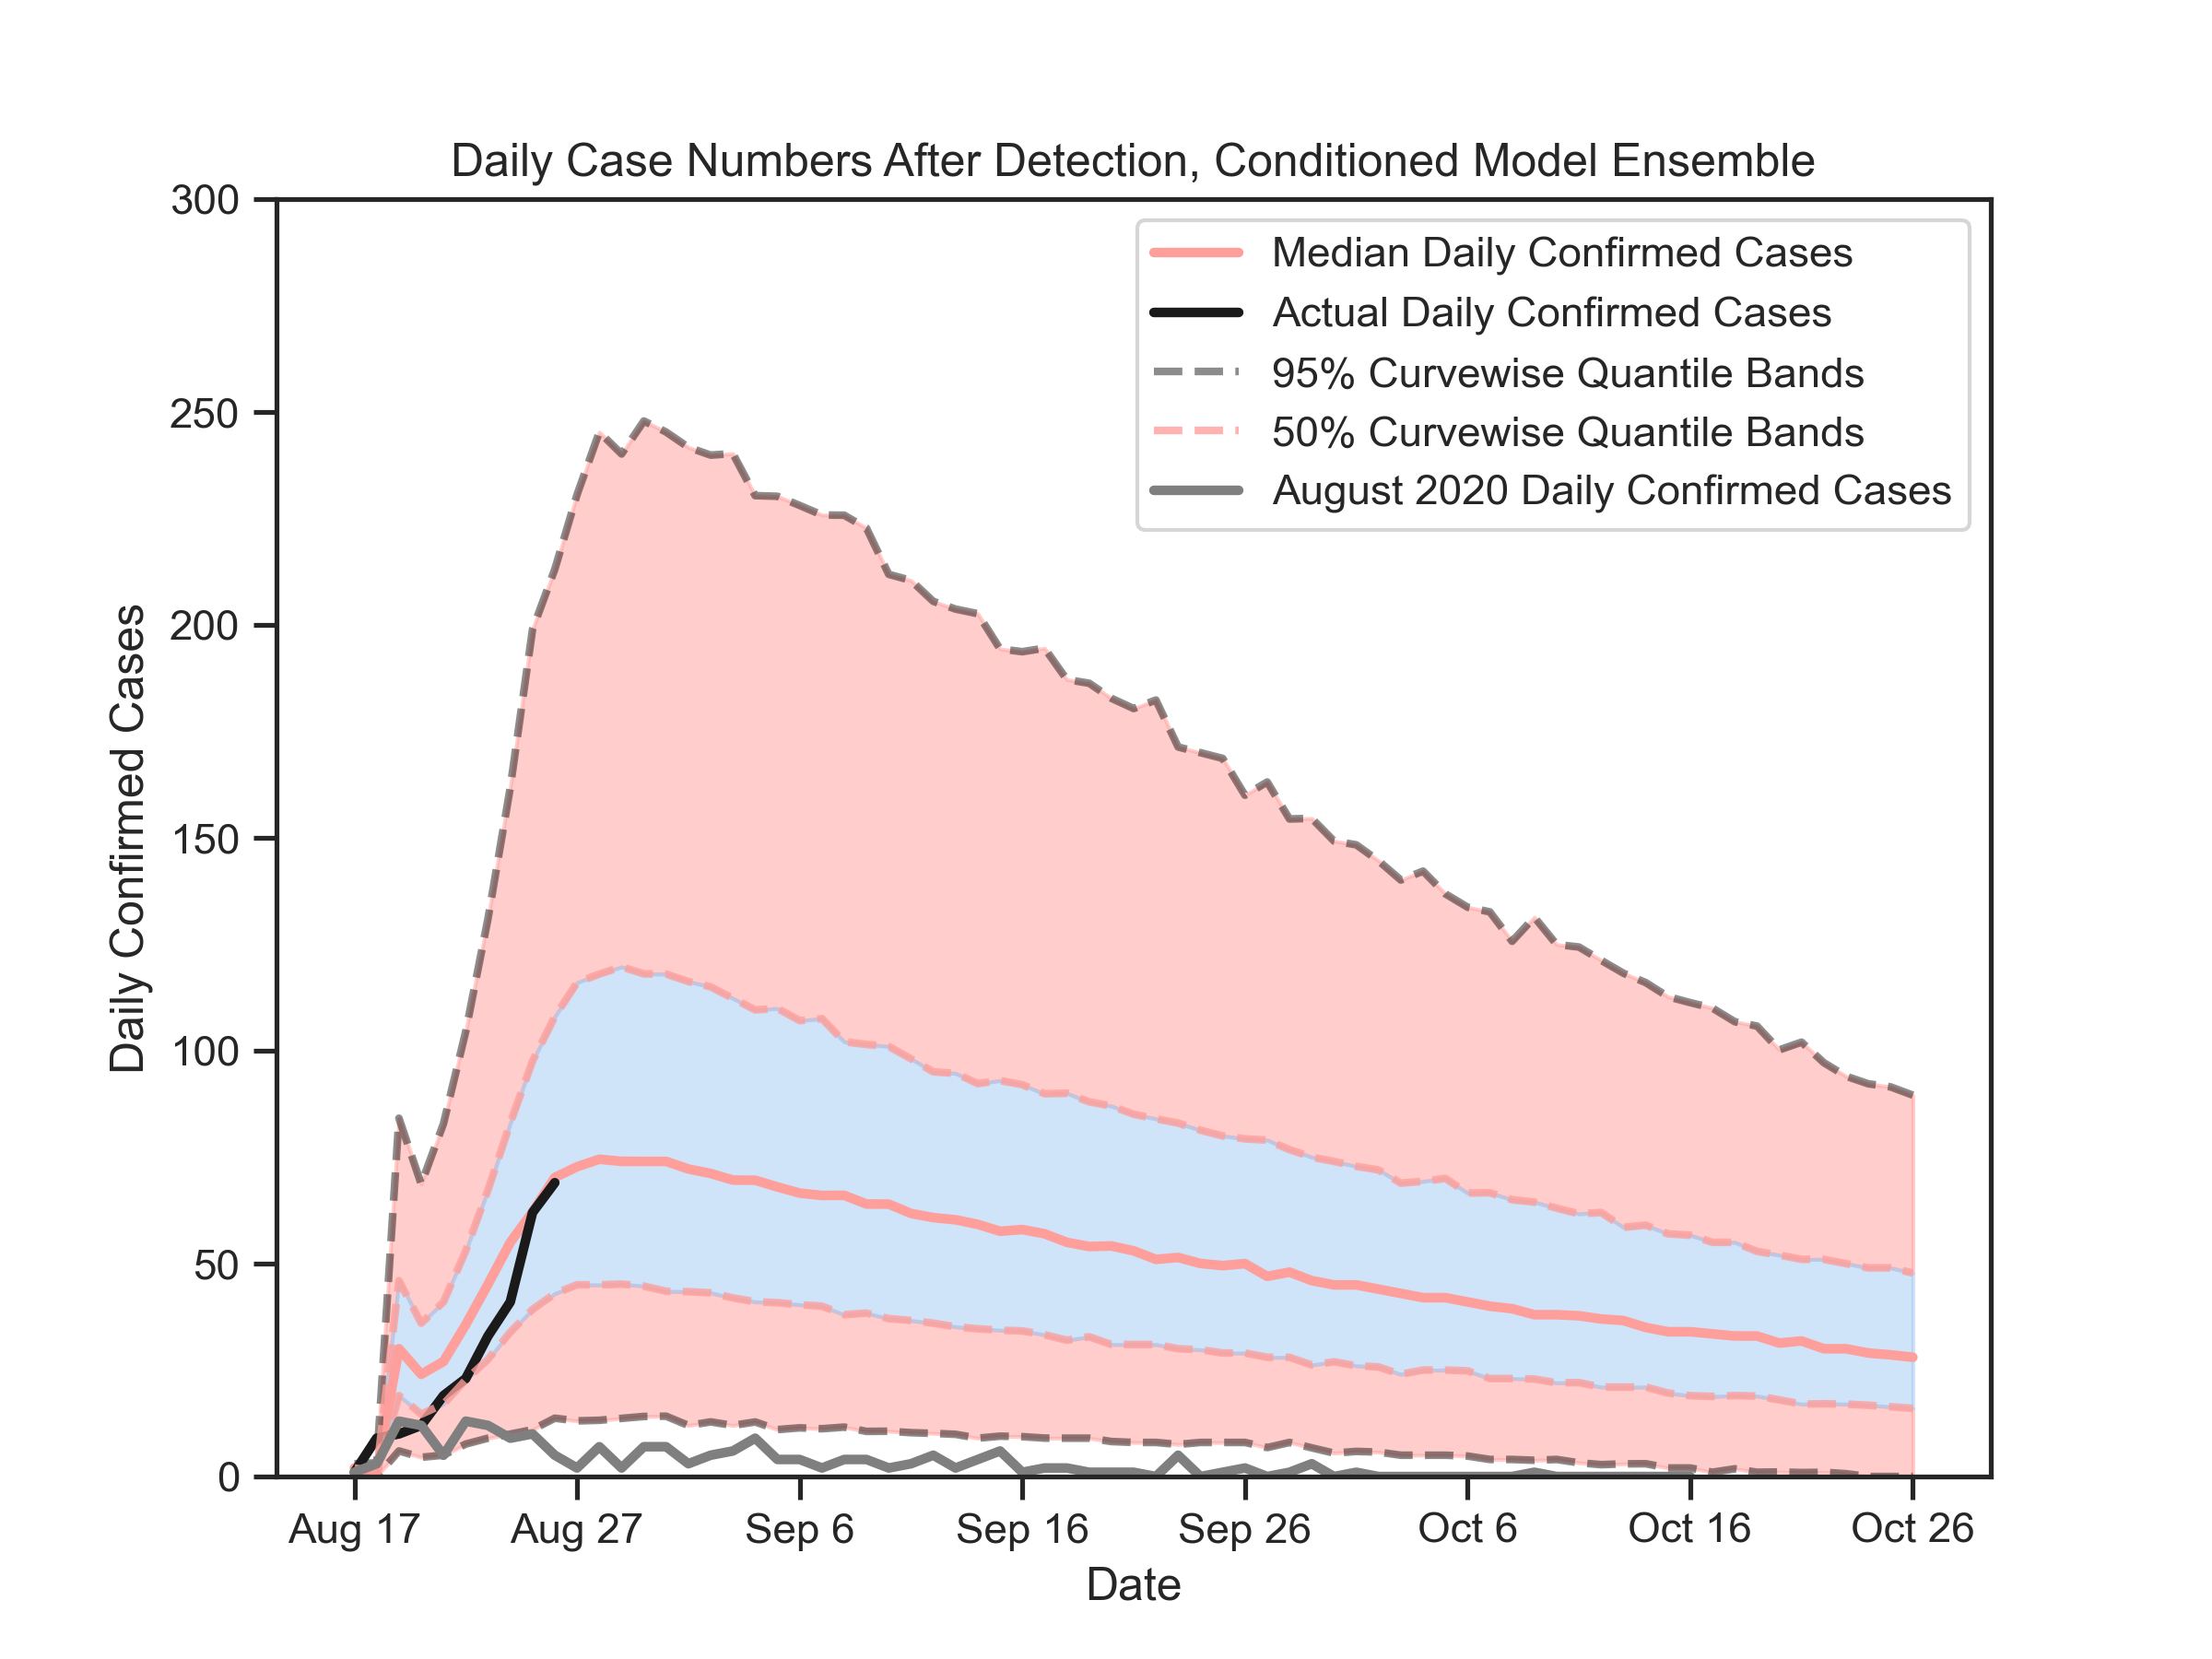 Daily Case Numbers After Detection, Conditioned Model Ensemble
300
250
200
150
100
50
0
Daily Confirmed Cases
Median Daily Confirmed Cases
Actual Daily Confirmed Cases
95% Curvewise Quantile Bands
50% Curvewise Quantile Bands
August 2020 Daily Confirmed Cases
Aug 17 Aug 27 Sep 6 Sep 16 Sep 26 Oct 6 Oct 16 Oct 26
Date